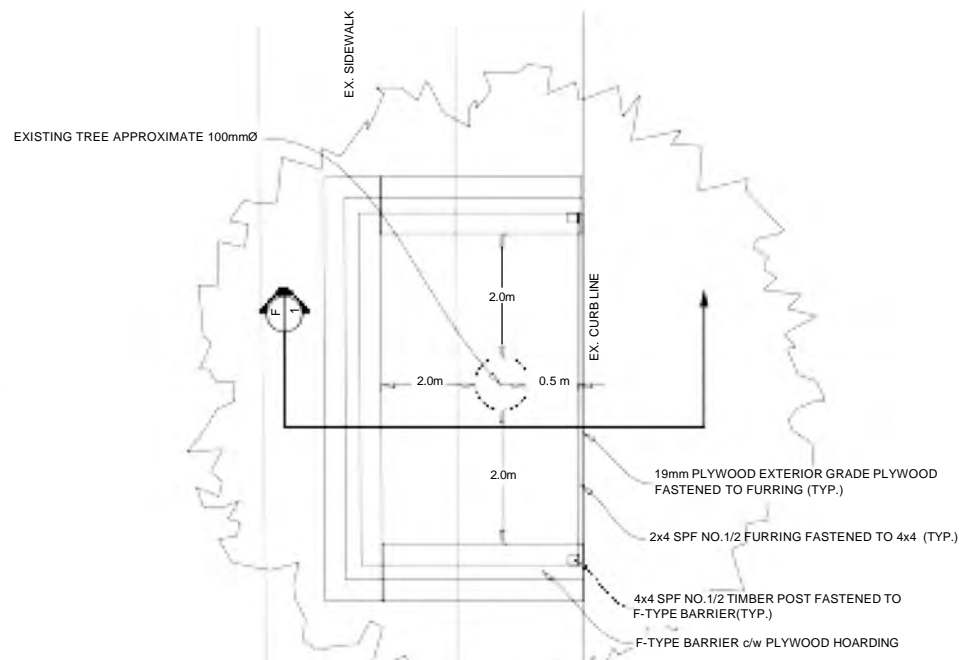 EX. SIDEWALK
EXISTING TREE APPROXIMATE 100mmØ
F
1
2.0m
EX. CURB LINE
2.0m
0.5 m
2.0m
19mm PLYWOOD EXTERIOR GRADE PLYWOOD
FASTENED TO FURRING (TYP.)
2x4 SPF NO.1/2 FURRING FASTENED TO 4x4 (TYP.)
4x4 SPF NO.1/2 TIMBER POST FASTENED TO
F-TYPE BARRIER(TYP.)
F-TYPE BARRIER c/w PLYWOOD HOARDING